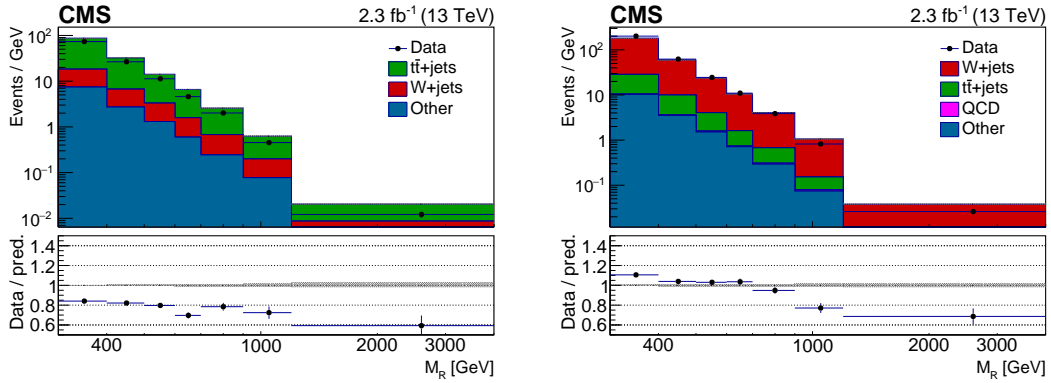 CMS 2.3 fb⁻¹ (13 TeV)
Events / GeV
10²
10
1
10⁻¹
10⁻²
Data
tt̄+jets
W+jets
Other
Data / pred.
1.4
1.2
1
0.8
0.6
400 1000 2000 3000
M_R [GeV]
CMS 2.3 fb⁻¹ (13 TeV)
Events / GeV
10²
10
1
10⁻¹
Data
W+jets
tt̄+jets
QCD
Other
Data / pred.
1.4
1.2
1
0.8
0.6
400 1000 2000 3000
M_R [GeV]